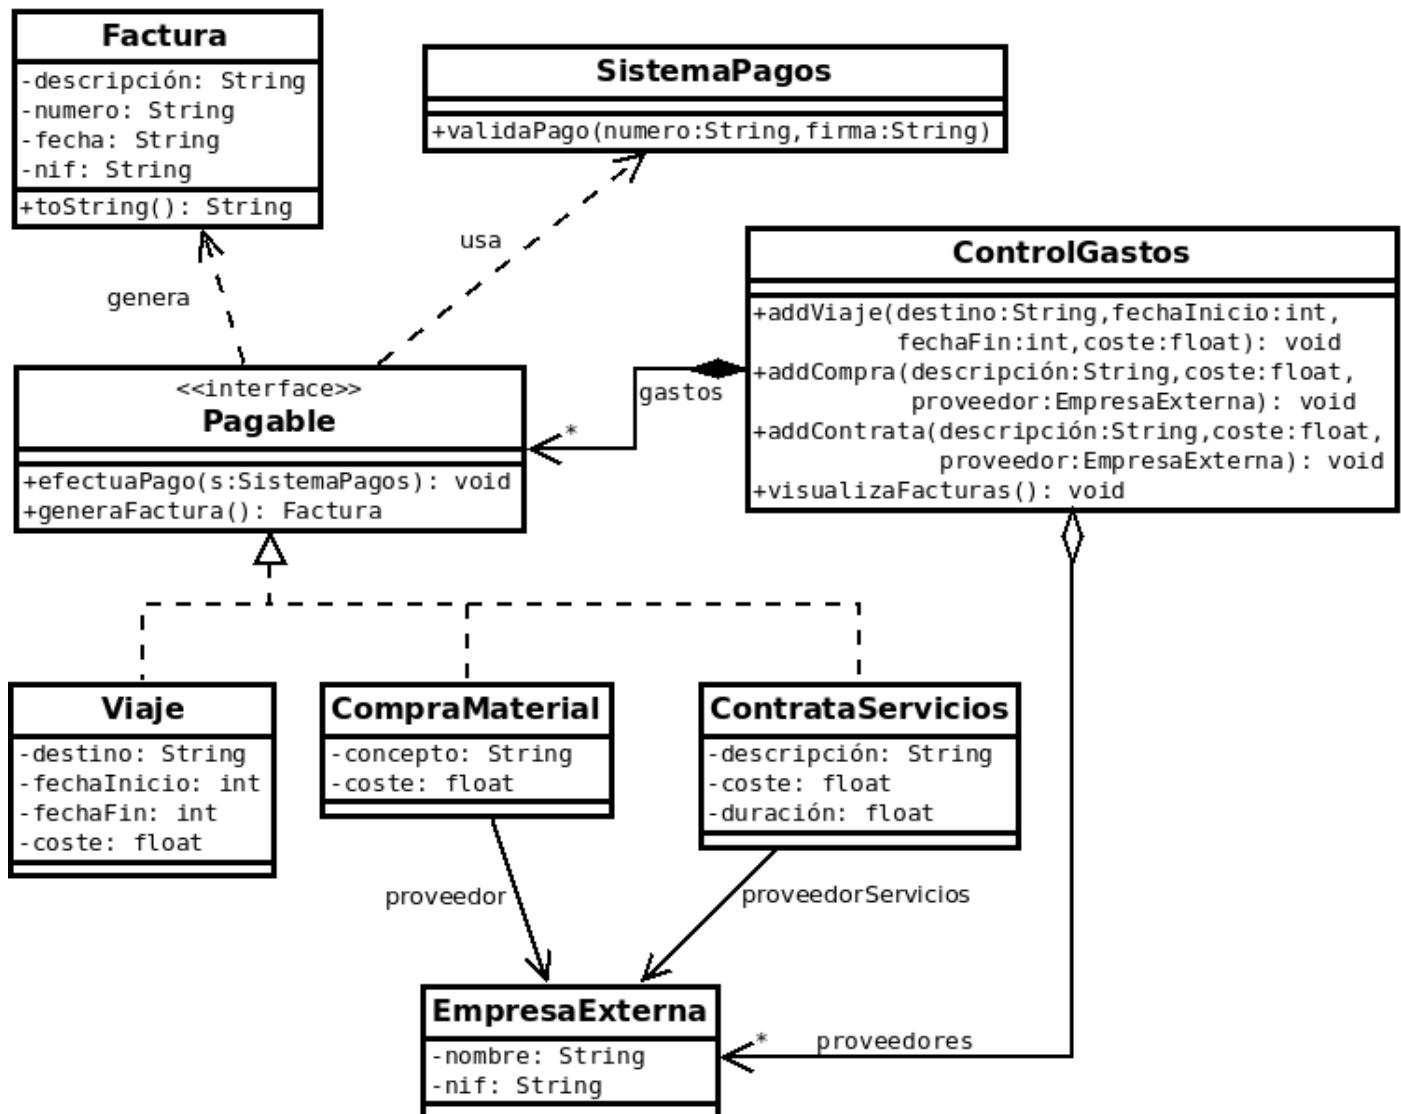 Factura
-descripción: String
-numero: String
-fecha: String
-nif: String
+toString(): String
SistemaPagos
+validaPago(numero:String,firma:String)
genera
usa
ControlGastos
+addViaje(destino:String,fechaInicio:int,
fechaFin:int,coste:float): void
+addCompra(descripción:String,coste:float,
proveedor:EmpresaExterna): void
+addContrata(descripción:String,coste:float,
proveedor:EmpresaExterna): void
+visualizaFacturas(): void
gastos
*
<<interface>>
Pagable
+efectuaPago(s:SistemaPagos): void
+generaFactura(): Factura
Viaje
-destino: String
-fechaInicio: int
-fechaFin: int
-coste: float
CompraMaterial
-concepto: String
-coste: float
ContrataServicios
-descripción: String
-coste: float
-duración: float
proveedor
proveedorServicios
EmpresaExterna
-nombre: String
-nif: String
*
proveedores